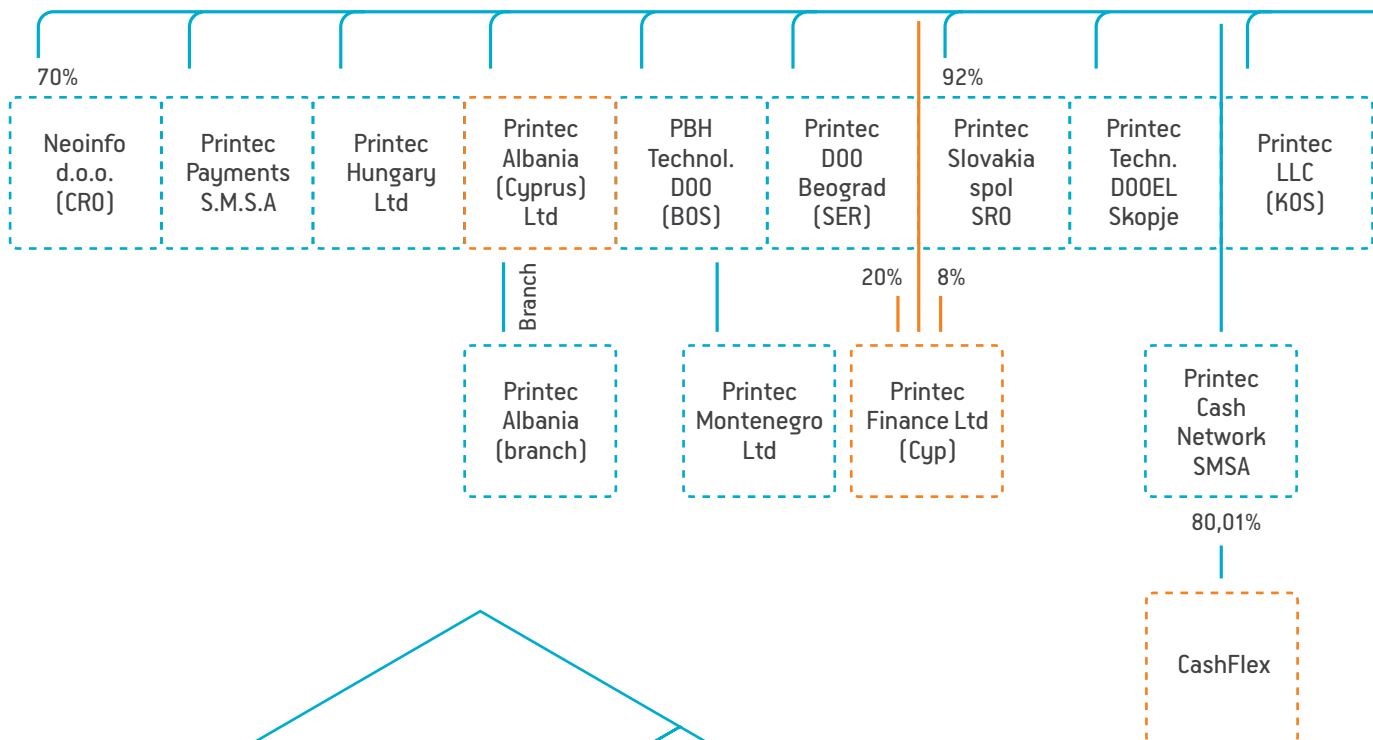 70%
92%
Neoinfo
d.o.o.
(CRO)
Printec
Payments
S.M.S.A
Printec
Hungary
Ltd
Printec
Albania
(Cyprus)
Ltd
PBH
Technol.
DOO
(BOS)
Printec
DOO
Beograd
(SER)
Printec
Slovakia
spol
SRO
Printec
Techn.
DOOEL
Skopje
Printec
LLC
(KOS)
Branch
20%
8%
Printec
Albania
(branch)
Printec
Montenegro
Ltd
Printec
Finance Ltd
(Cyp)
Printec
Cash
Network
SMSA
80,01%
CashFlex